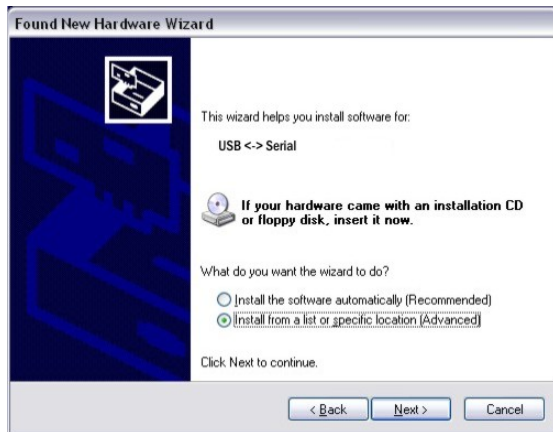 Found New Hardware Wizard
This wizard helps you install software for:
USB <-> Serial
If your hardware came with an installation CD
or floppy disk, insert it now.
What do you want the wizard to do?
Install the software automatically (Recommended)
Install from a list or specific location (Advanced)
Click Next to continue.
< Back
Next >
Cancel